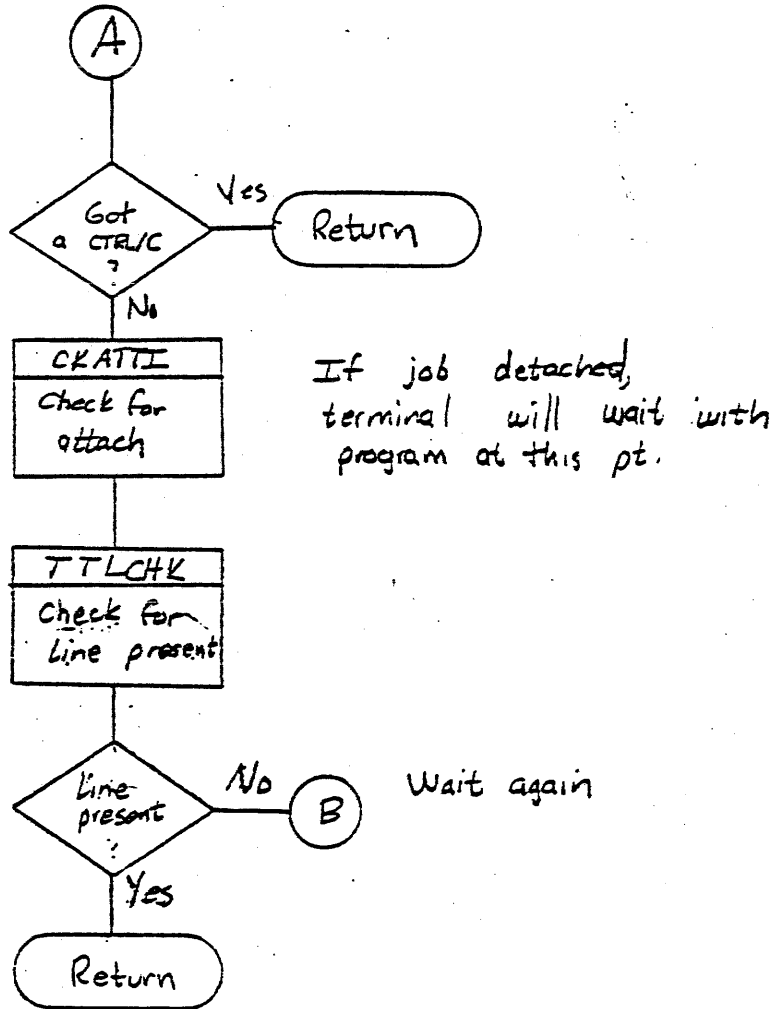 A
Got
a CTRL/C
?
Yes
Return
No
CKATTI
Check for
attach
If job detached,
terminal will wait with
program at this pt.
TTLCHK
Check for
Line present
Line
present
?
No
B
Wait again
Yes
Return